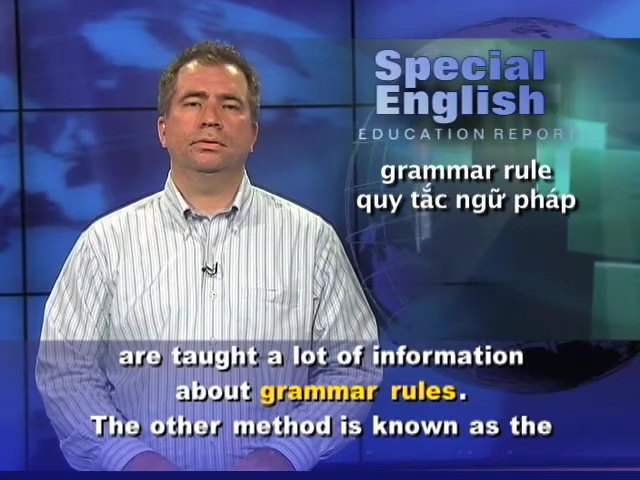 Special
English
EDUCATION REPORT
grammar rule
quy tắc ngữ pháp
are taught a lot of information
about grammar rules.
The other method is known as the